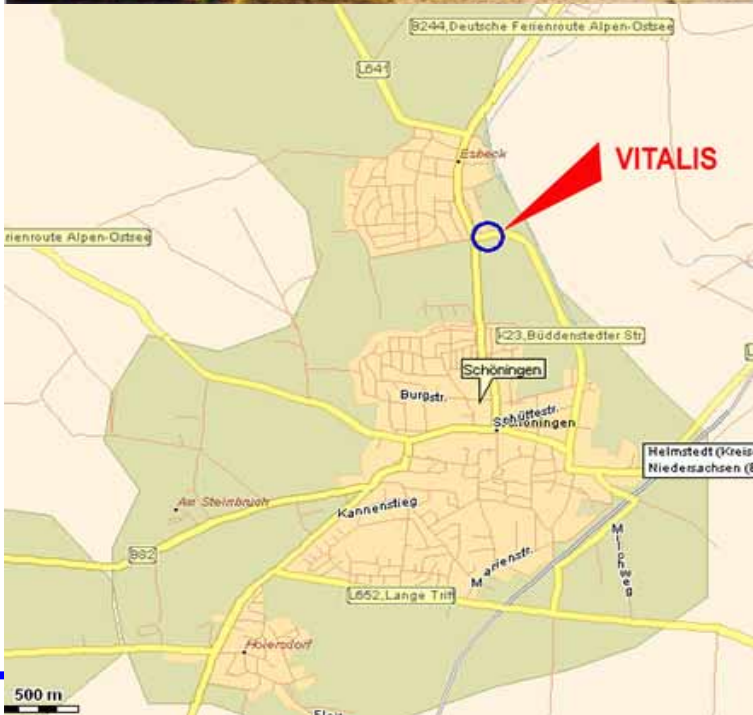 B244,Deutsche Ferienroute Alpen-Ostsee
L641
Esbeck
VITALIS
rienroute Alpen-Ostsee
K23,Büddenstedter Str.
Schöningen
Burgstr.
Schüttestr.
Schöningen
Helmstedt (Kreis
Niedersachsen (B
Am Steinbruch
Kannenstieg
Marienstr.
Milchweg
B82
L652,Lange Trift
Hoiersdorf
500 m